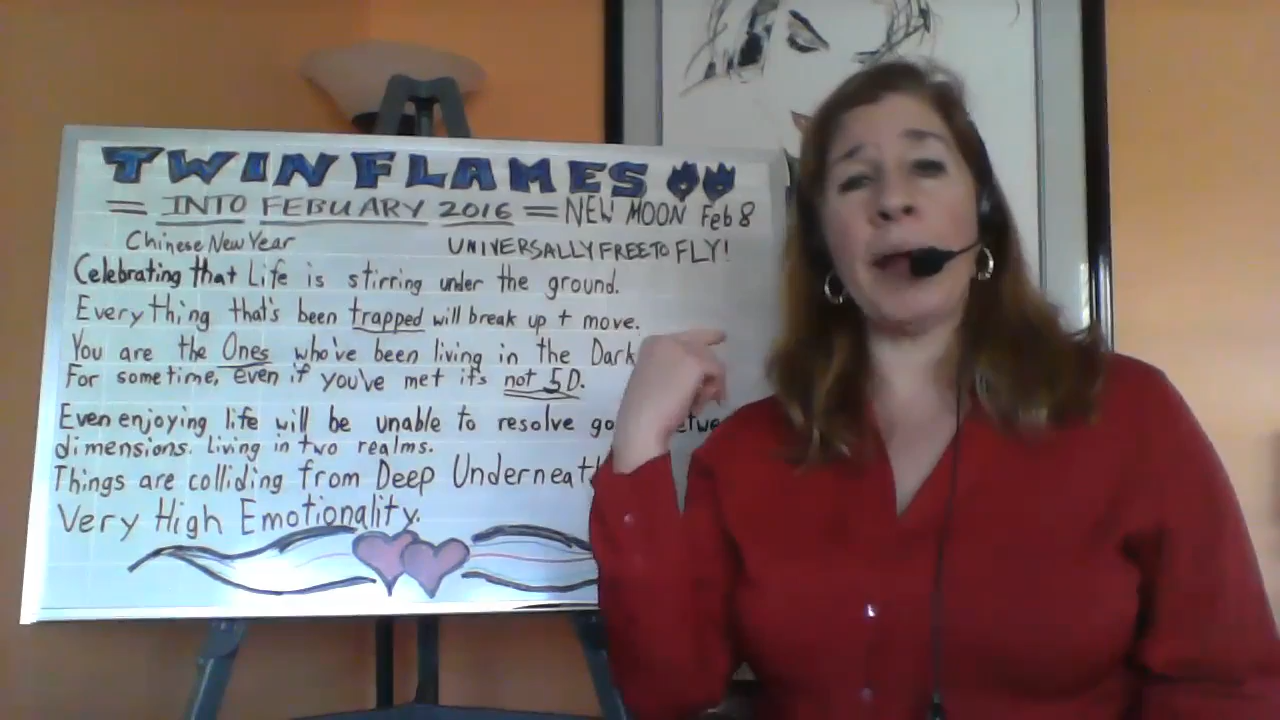 TWIN FLAMES
= INTO FEBUARY 2016 = NEW MOON Feb 8
Chinese New Year UNIVERSALLY FREE TO FLY!
Celebrating that Life is stirring under the ground.
Everything that's been trapped will break up + move.
You are the Ones who've been living in the Dark
For sometime, even if you've met it's not 5D.
Even enjoying life will be unable to resolve
dimensions. Living in two realms.
Things are colliding from Deep Underneath
Very High Emotionality.